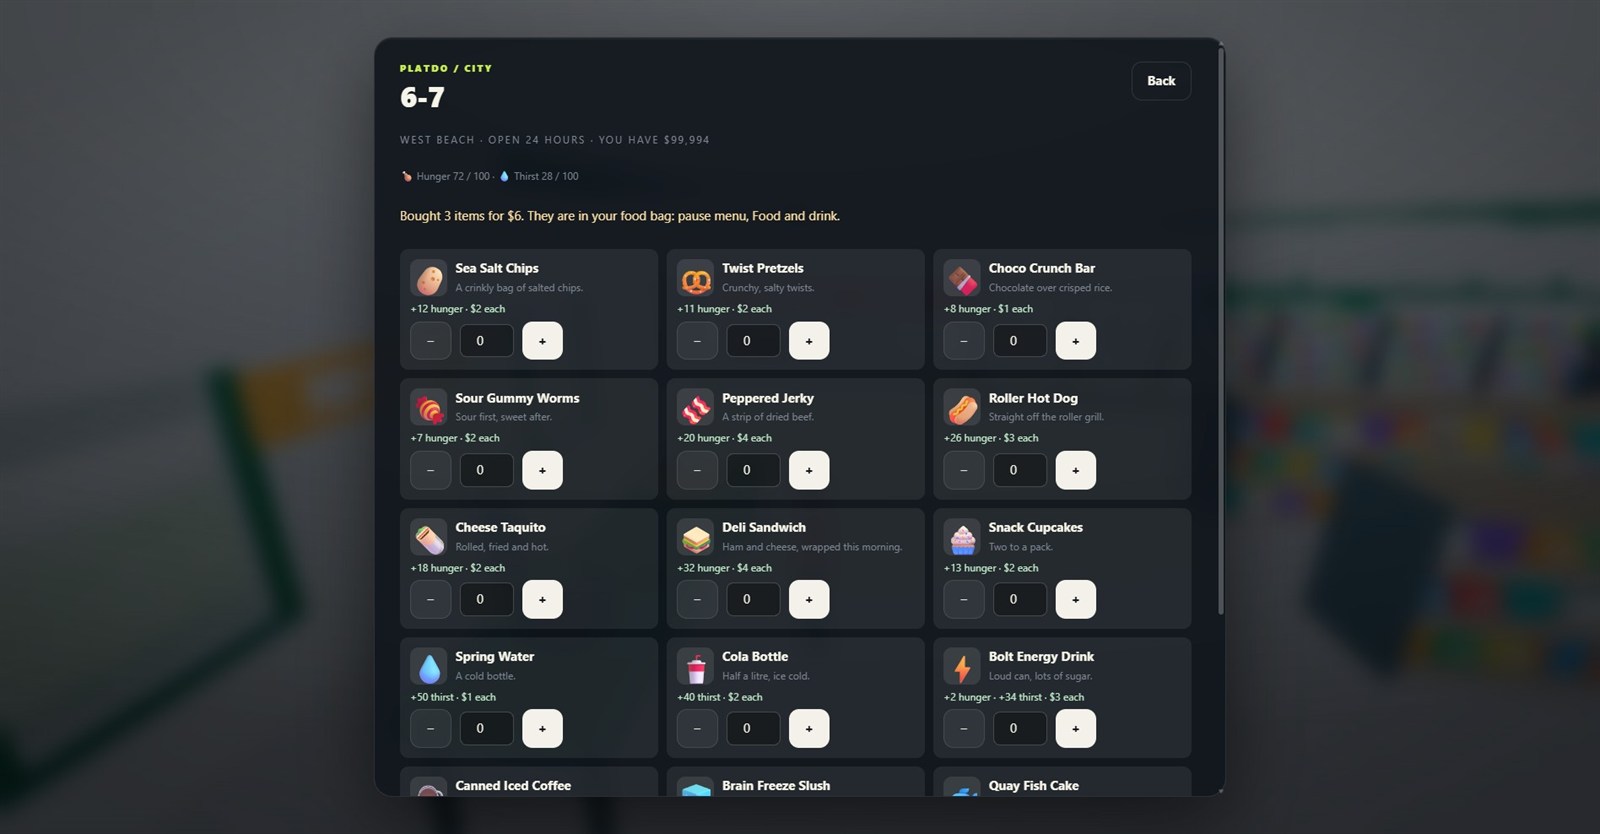 PLATDO / CITY
6-7
Back
WEST BEACH · OPEN 24 HOURS · YOU HAVE $99,994
Hunger 72 / 100 · Thirst 28 / 100
Bought 3 items for $6. They are in your food bag: pause menu, Food and drink.
Sea Salt Chips
A crinkly bag of salted chips.
+12 hunger · $2 each
− 0 +
Twist Pretzels
Crunchy, salty twists.
+11 hunger · $2 each
− 0 +
Choco Crunch Bar
Chocolate over crisped rice.
+8 hunger · $1 each
− 0 +
Sour Gummy Worms
Sour first, sweet after.
+7 hunger · $2 each
− 0 +
Peppered Jerky
A strip of dried beef.
+20 hunger · $4 each
− 0 +
Roller Hot Dog
Straight off the roller grill.
+26 hunger · $3 each
− 0 +
Cheese Taquito
Rolled, fried and hot.
+18 hunger · $2 each
− 0 +
Deli Sandwich
Ham and cheese, wrapped this morning.
+32 hunger · $4 each
− 0 +
Snack Cupcakes
Two to a pack.
+13 hunger · $2 each
− 0 +
Spring Water
A cold bottle.
+50 thirst · $1 each
− 0 +
Cola Bottle
Half a litre, ice cold.
+40 thirst · $2 each
− 0 +
Bolt Energy Drink
Loud can, lots of sugar.
+2 hunger · +34 thirst · $3 each
− 0 +
Canned Iced Coffee
Brain Freeze Slush
Quay Fish Cake